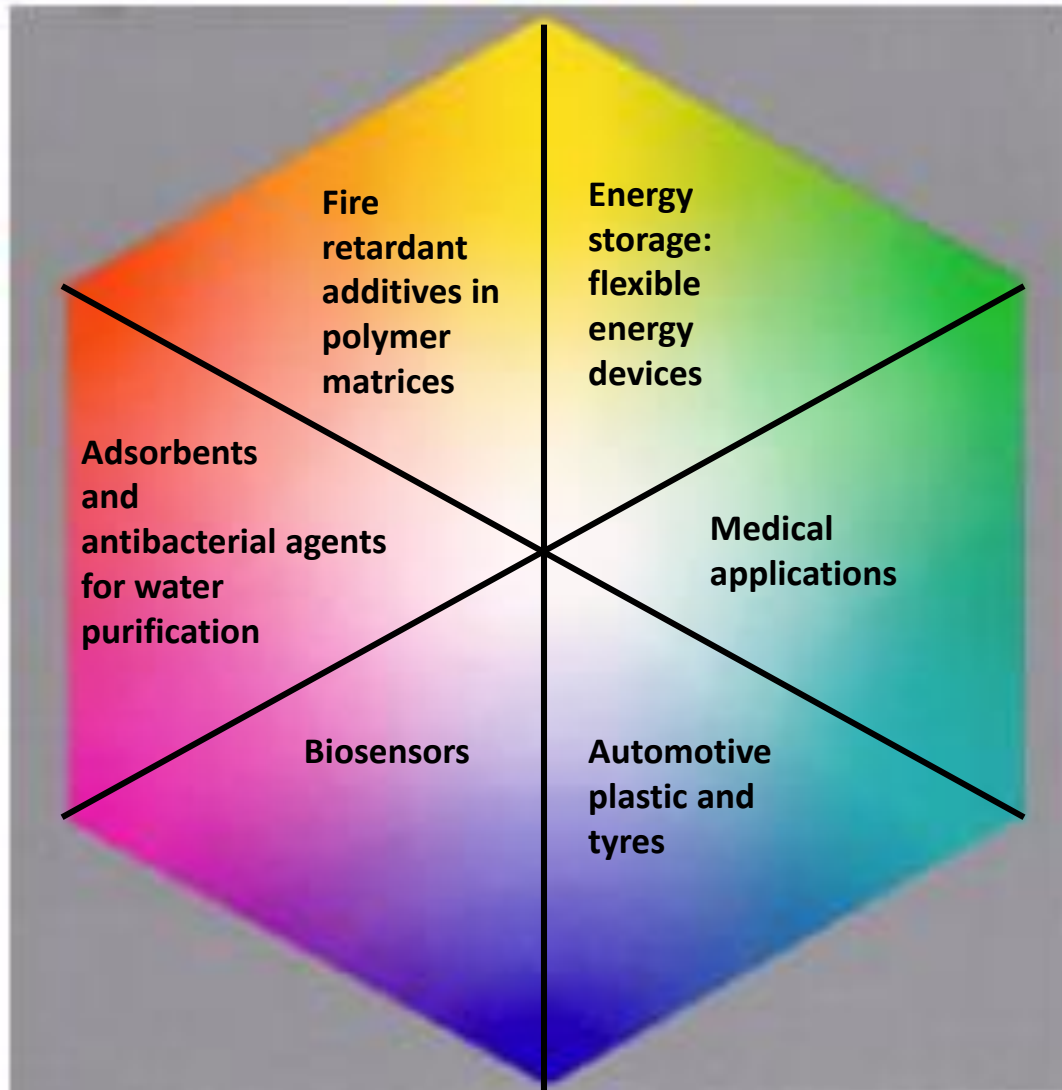 Fire
retardant
additives in
polymer
matrices
Energy
storage:
flexible
energy
devices
Adsorbents
and
antibacterial agents
for water
purification
Medical
applications
Biosensors
Automotive
plastic and
tyres